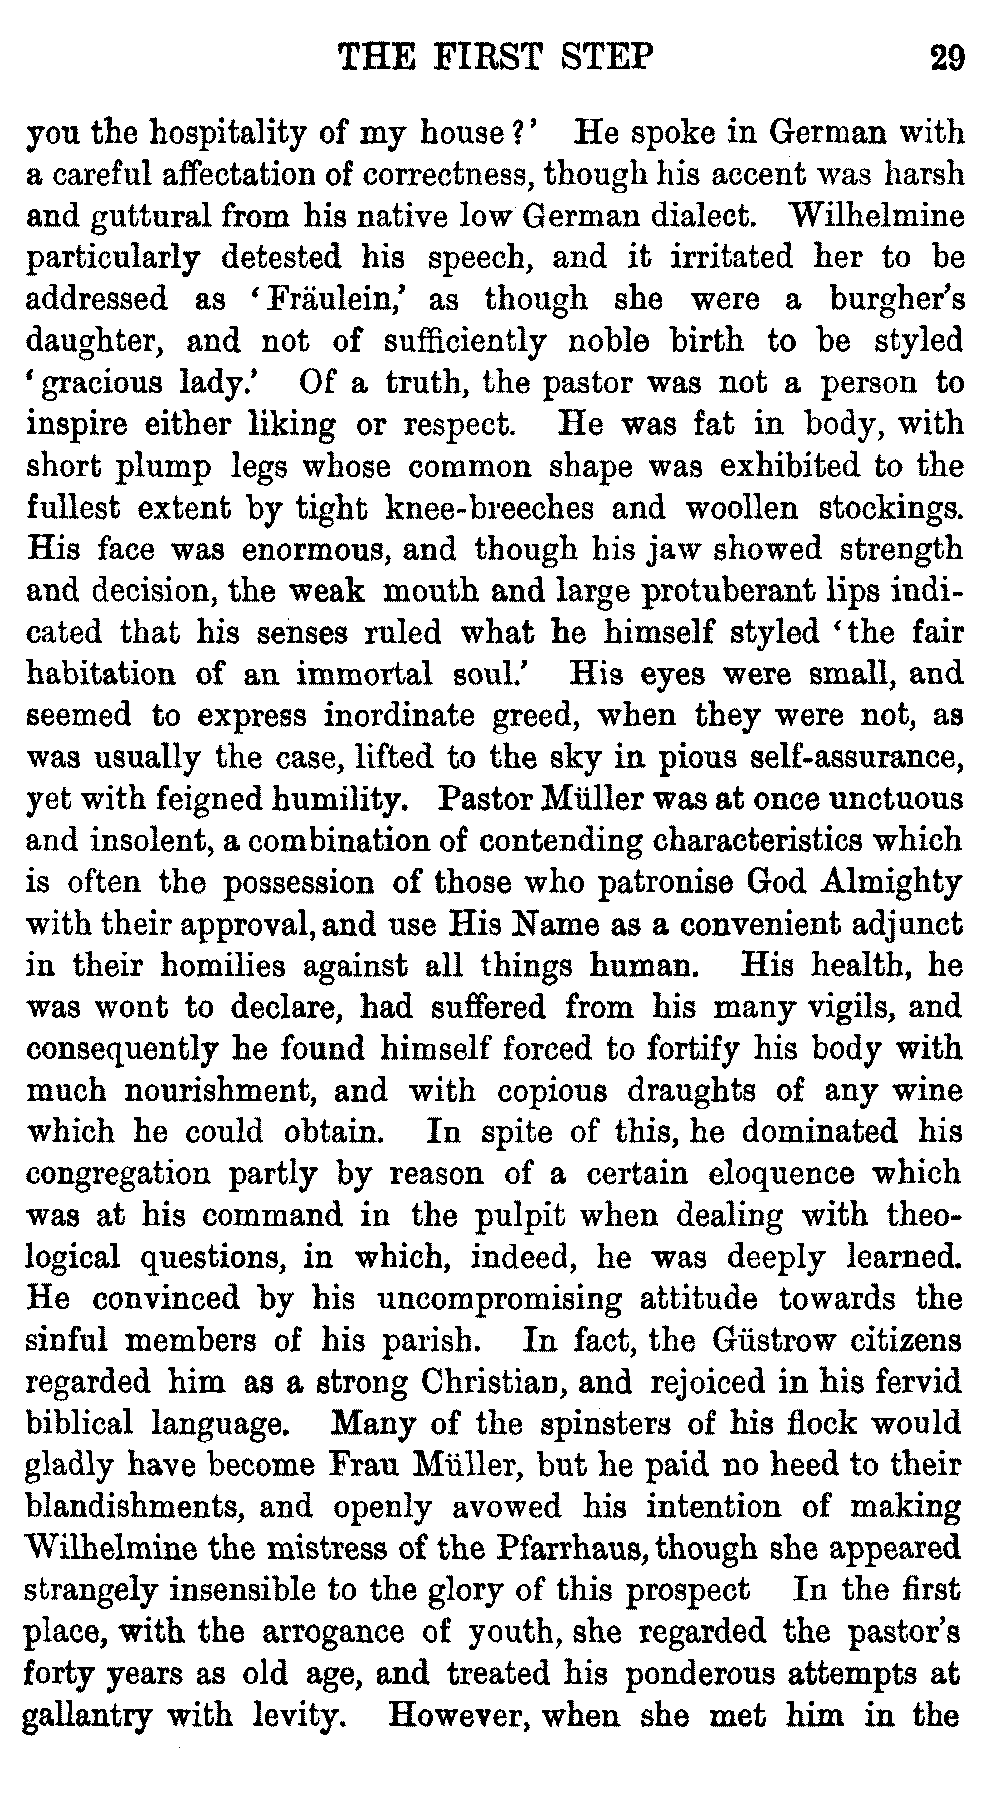 THE FIRST STEP 29
you the hospitality of my house?' He spoke in German with
a careful affectation of correctness, though his accent was harsh
and guttural from his native low German dialect. Wilhelmine
particularly detested his speech, and it irritated her to be
addressed as 'Fräulein,' as though she were a burgher's
daughter, and not of sufficiently noble birth to be styled
'gracious lady.' Of a truth, the pastor was not a person to
inspire either liking or respect. He was fat in body, with
short plump legs whose common shape was exhibited to the
fullest extent by tight knee-breeches and woollen stockings.
His face was enormous, and though his jaw showed strength
and decision, the weak mouth and large protuberant lips indi-
cated that his senses ruled what he himself styled 'the fair
habitation of an immortal soul.' His eyes were small, and
seemed to express inordinate greed, when they were not, as
was usually the case, lifted to the sky in pious self-assurance,
yet with feigned humility. Pastor Müller was at once unctuous
and insolent, a combination of contending characteristics which
is often the possession of those who patronise God Almighty
with their approval, and use His Name as a convenient adjunct
in their homilies against all things human. His health, he
was wont to declare, had suffered from his many vigils, and
consequently he found himself forced to fortify his body with
much nourishment, and with copious draughts of any wine
which he could obtain. In spite of this, he dominated his
congregation partly by reason of a certain eloquence which
was at his command in the pulpit when dealing with theo-
logical questions, in which, indeed, he was deeply learned.
He convinced by his uncompromising attitude towards the
sinful members of his parish. In fact, the Güstrow citizens
regarded him as a strong Christian, and rejoiced in his fervid
biblical language. Many of the spinsters of his flock would
gladly have become Frau Müller, but he paid no heed to their
blandishments, and openly avowed his intention of making
Wilhelmine the mistress of the Pfarrhaus, though she appeared
strangely insensible to the glory of this prospect In the first
place, with the arrogance of youth, she regarded the pastor's
forty years as old age, and treated his ponderous attempts at
gallantry with levity. However, when she met him in the